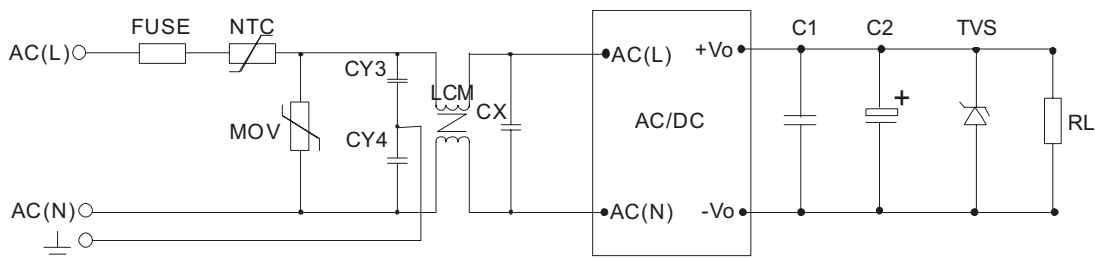 FUSE
NTC
AC(L)
CY3
LCM
CX
MOV
CY4
AC(N)
AC(L)
+Vo
AC/DC
AC(N)
-Vo
C1
C2
TVS
+
RL